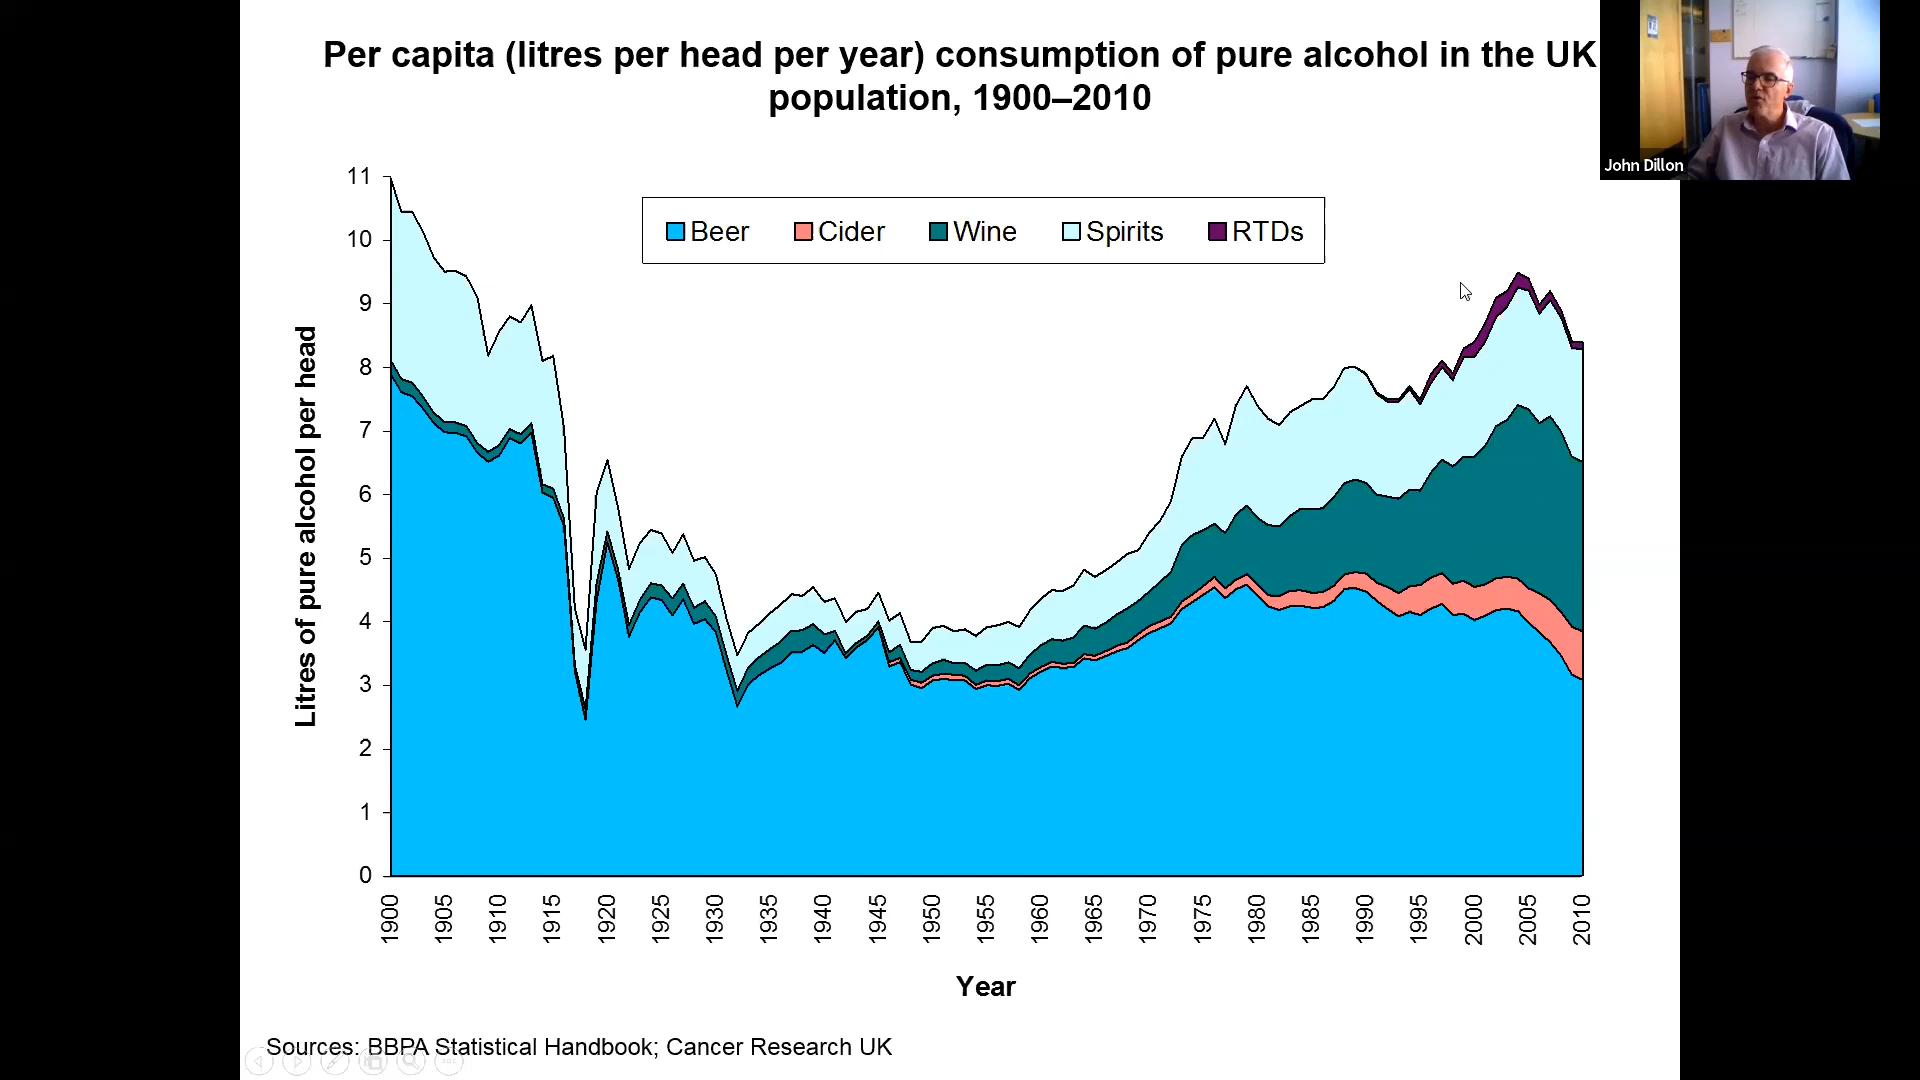 Per capita (litres per head per year) consumption of pure alcohol in the UK
population, 1900–2010
John Dillon
Beer Cider Wine Spirits RTDs
Litres of pure alcohol per head
11
10
9
8
7
6
5
4
3
2
1
0
1900 1905 1910 1915 1920 1925 1930 1935 1940 1945 1950 1955 1960 1965 1970 1975 1980 1985 1990 1995 2000 2005 2010
Year
Sources: BBPA Statistical Handbook; Cancer Research UK